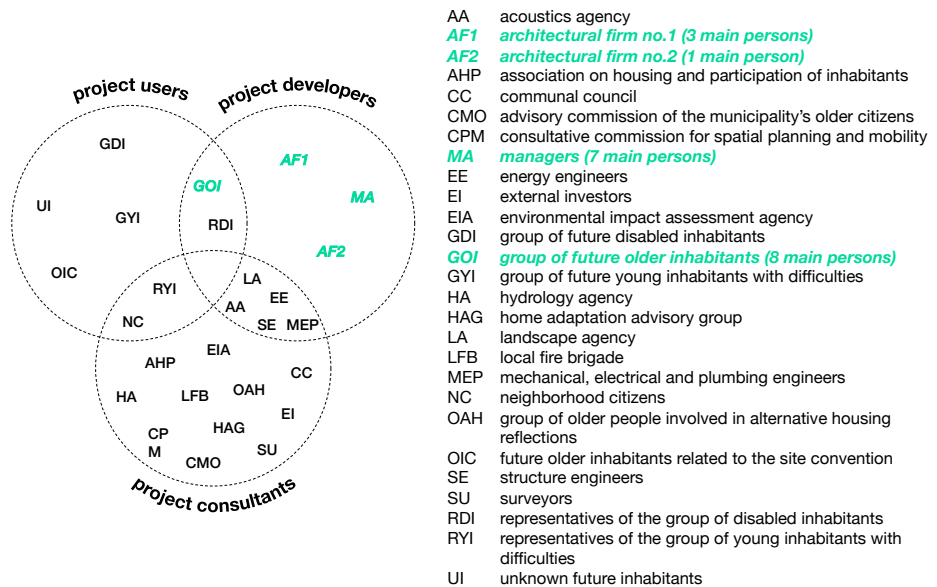 project users
project developers
GDI
AF1
GOI
MA
UI
GYI
RDI
AF2
OIC
LA
RYI
EE
AA
NC
SE MEP
EIA
AHP
CC
OAH
HA
LFB
EI
HAG
CP
M
SU
CMO
project consultants
AA acoustics agency
AF1 architectural firm no.1 (3 main persons)
AF2 architectural firm no.2 (1 main person)
AHP association on housing and participation of inhabitants
CC communal council
CMO advisory commission of the municipality's older citizens
CPM consultative commission for spatial planning and mobility
MA managers (7 main persons)
EE energy engineers
EI external investors
EIA environmental impact assessment agency
GDI group of future disabled inhabitants
GOI group of future older inhabitants (8 main persons)
GYI group of future young inhabitants with difficulties
HA hydrology agency
HAG home adaptation advisory group
LA landscape agency
LFB local fire brigade
MEP mechanical, electrical and plumbing engineers
NC neighborhood citizens
OAH group of older people involved in alternative housing
reflections
OIC future older inhabitants related to the site convention
SE structure engineers
SU surveyors
RDI representatives of the group of disabled inhabitants
RYI representatives of the group of young inhabitants with
difficulties
UI unknown future inhabitants